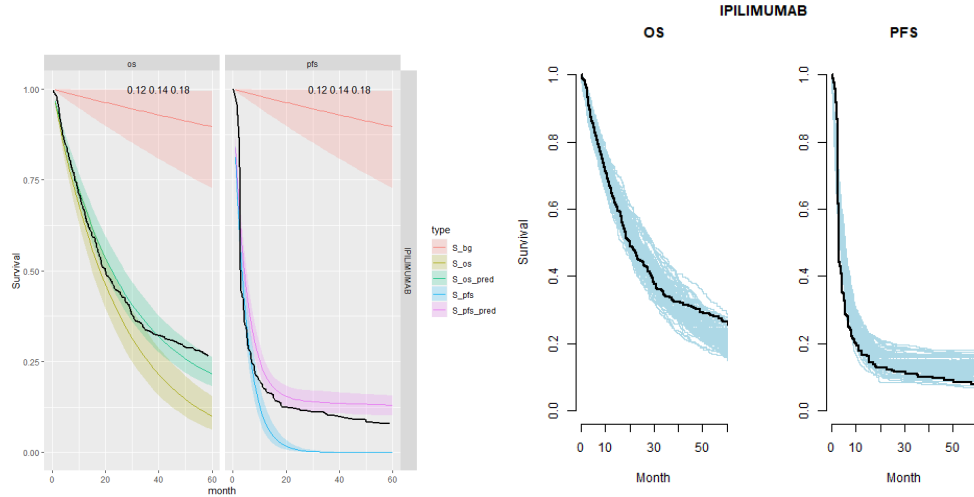 IPILIMUMAB
OS
PFS
os
pfs
0.12 0.14 0.18
0.12 0.14 0.18
1.00
0.75
0.50
0.25
0.00
Survival
0 20 40 60
0 20 40 60
month
IPILIMUMAB
type
S_bg
S_os
S_os_pred
S_pfs
S_pfs_pred
1.0
0.8
0.6
0.4
0.2
0.0
Survival
0 10 30 50
Month
1.0
0.8
0.6
0.4
0.2
0.0
0 10 30 50
Month